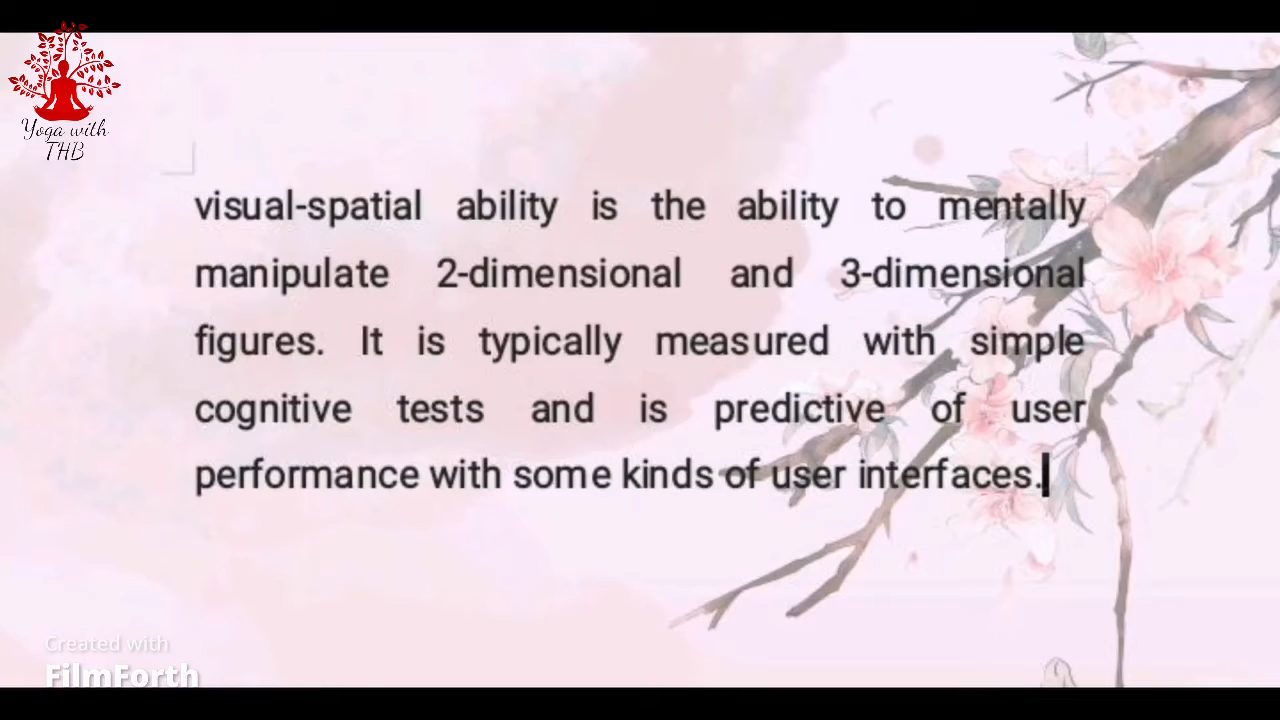 Yoga with
THB
visual-spatial ability is the ability to mentally
manipulate 2-dimensional and 3-dimensional
figures. It is typically measured with simple
cognitive tests and is predictive of user
performance with some kinds of user interfaces.
Created with
FilmForth